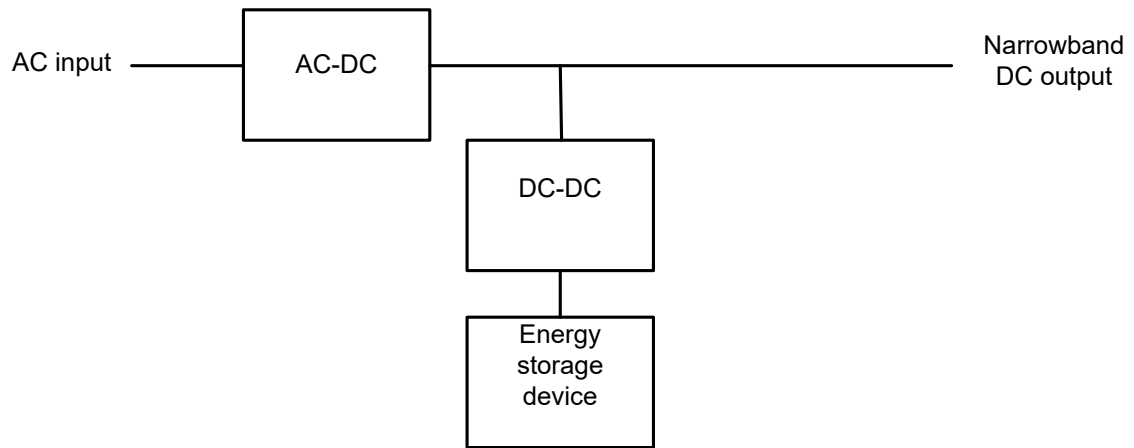 AC input
AC-DC
Narrowband
DC output
DC-DC
Energy
storage
device